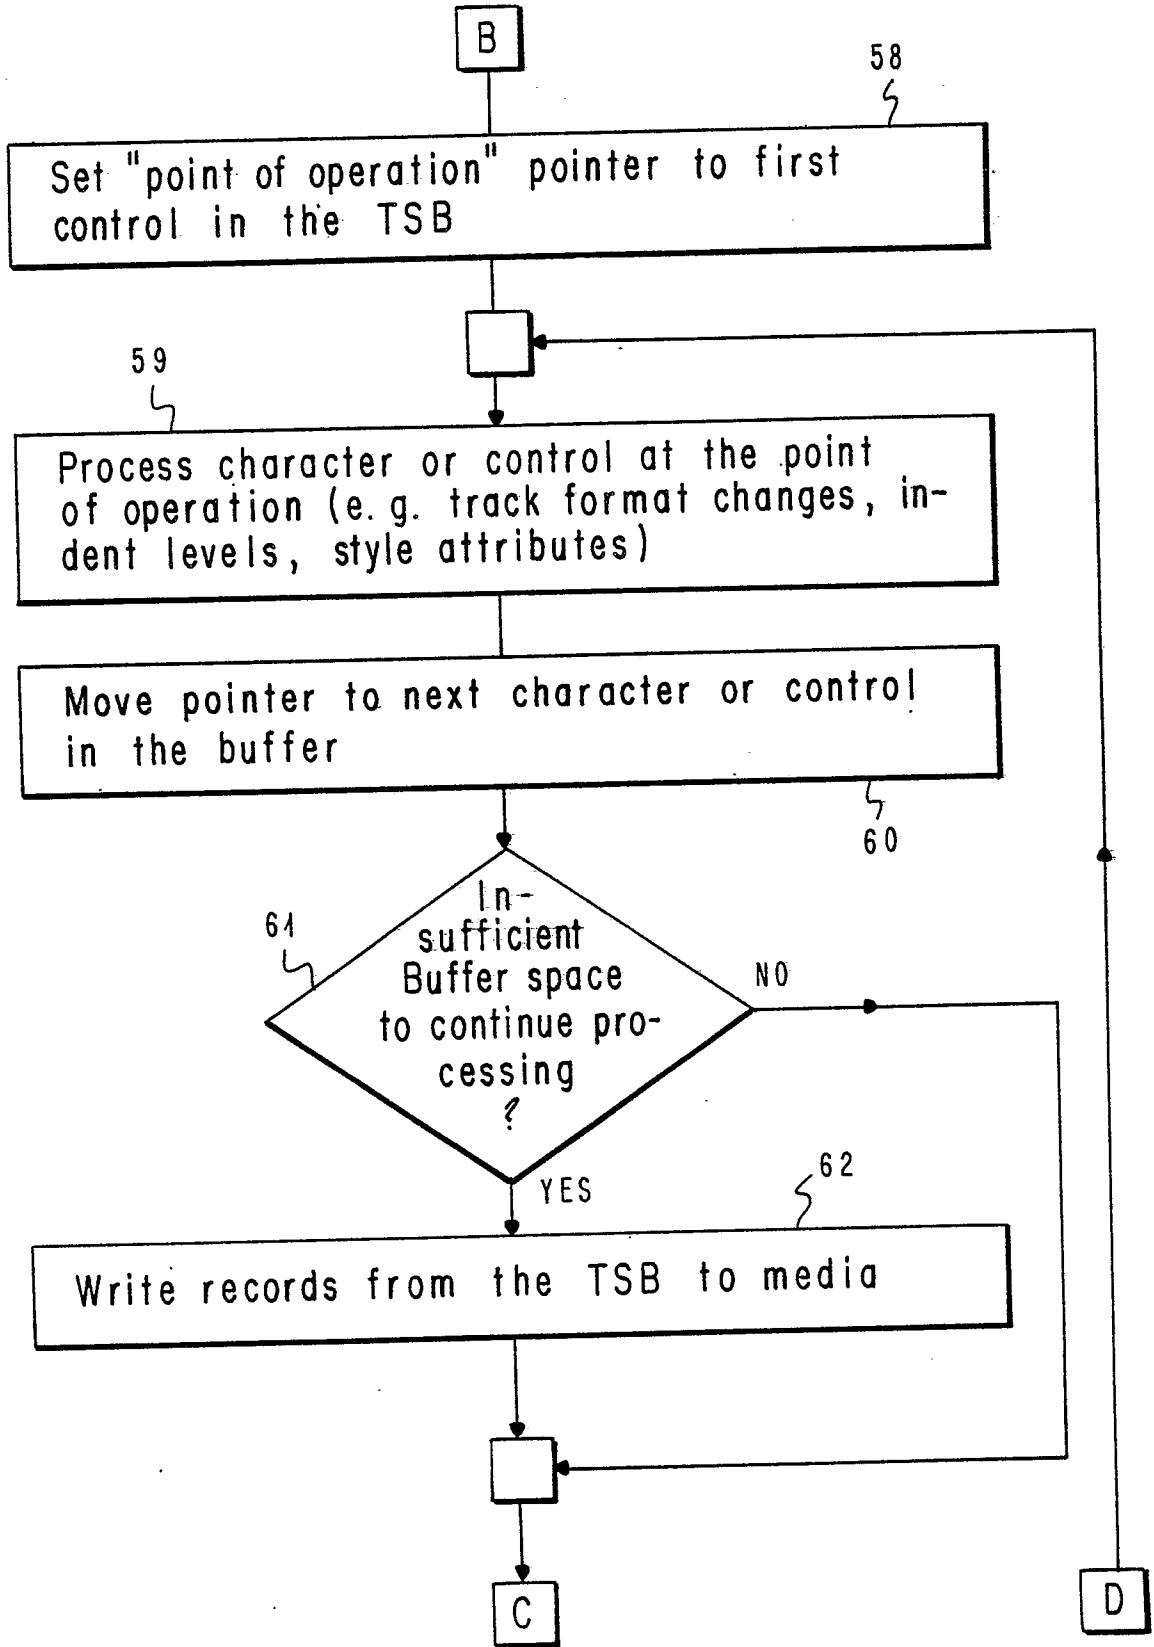 B
58
Set "point of operation" pointer to first
control in the TSB
59
Process character or control at the point
of operation (e.g. track format changes, in-
dent levels, style attributes)
Move pointer to next character or control
in the buffer
60
61
In-
sufficient
Buffer space
to continue pro-
cessing
?
NO
YES
62
Write records from the TSB to media
C
D